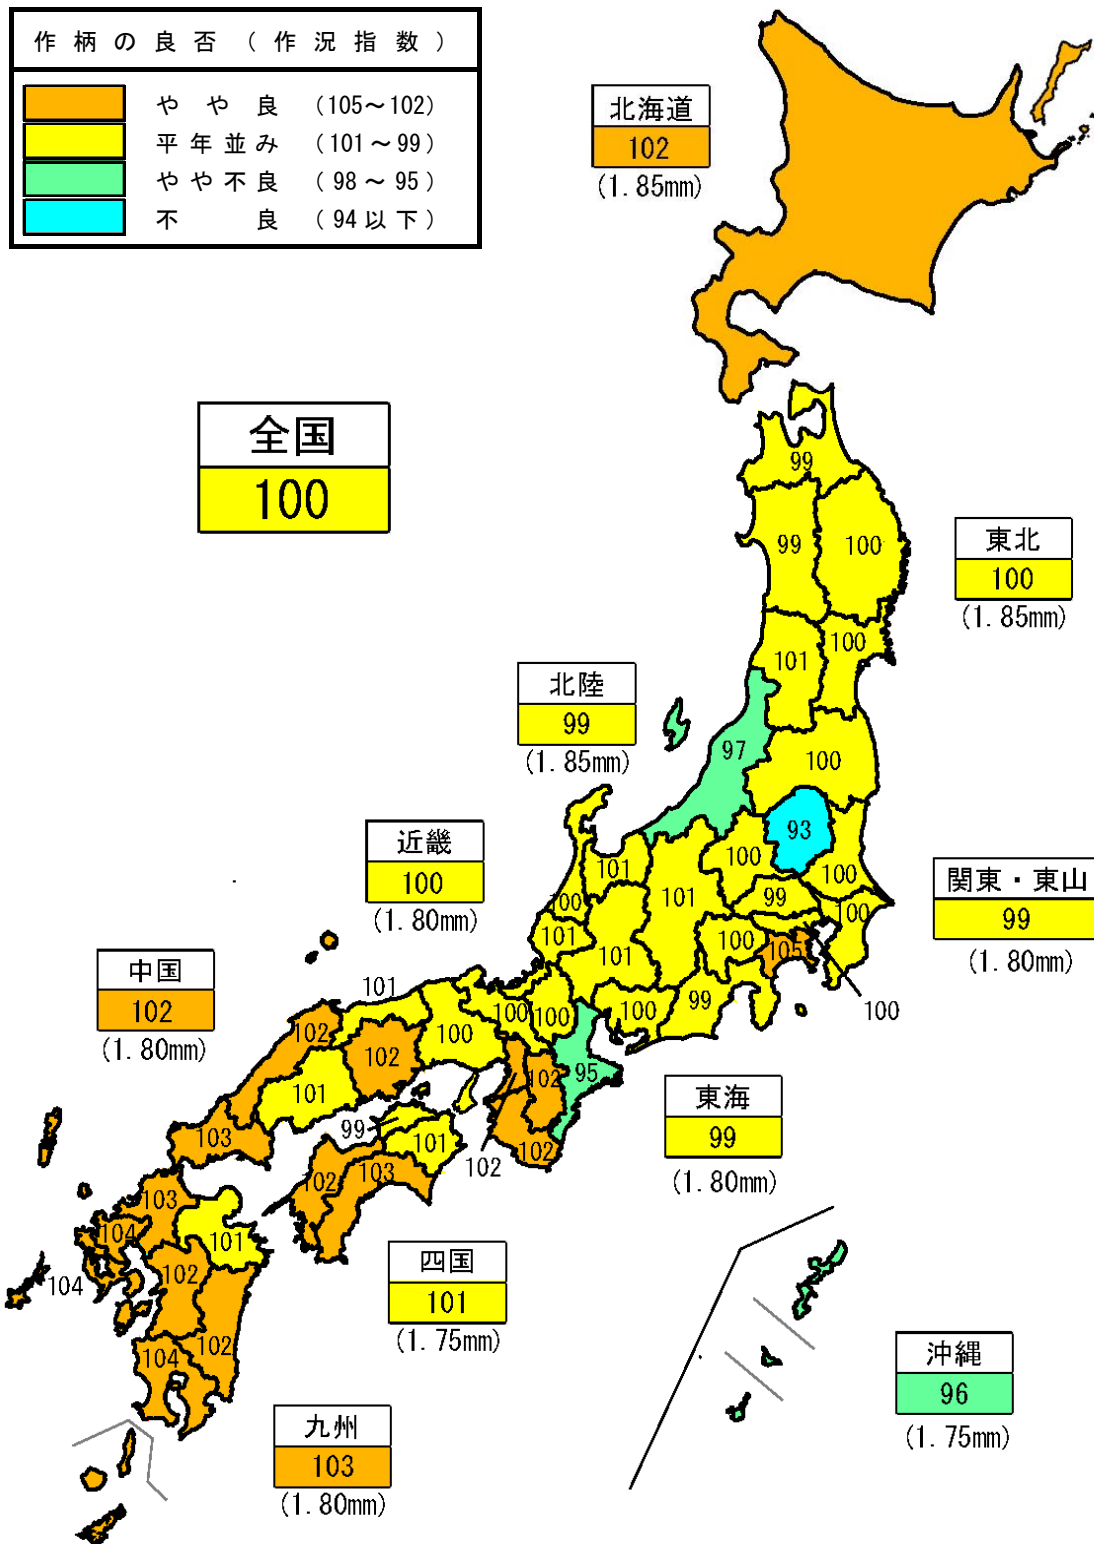 作柄の良否（作況指数）
やや良 （105～102）
平年並み （101～99）
やや不良 （98～95）
不良 （94以下）
北海道
102
(1.85mm)
全国
100
99
99
100
東北
100
(1.85mm)
101
100
北陸
99
(1.85mm)
97
100
93
近畿
100
(1.80mm)
101
100
100
99
100
101
100
関東・東山
99
(1.80mm)
101
101
100
105
100
中国
102
(1.80mm)
101
102
102
100
100
100
100
99
101
95
102
東海
99
(1.80mm)
99
101
102
102
103
102
103
103
104
101
104
102
102
104
四国
101
(1.75mm)
九州
103
(1.80mm)
沖縄
96
(1.75mm)